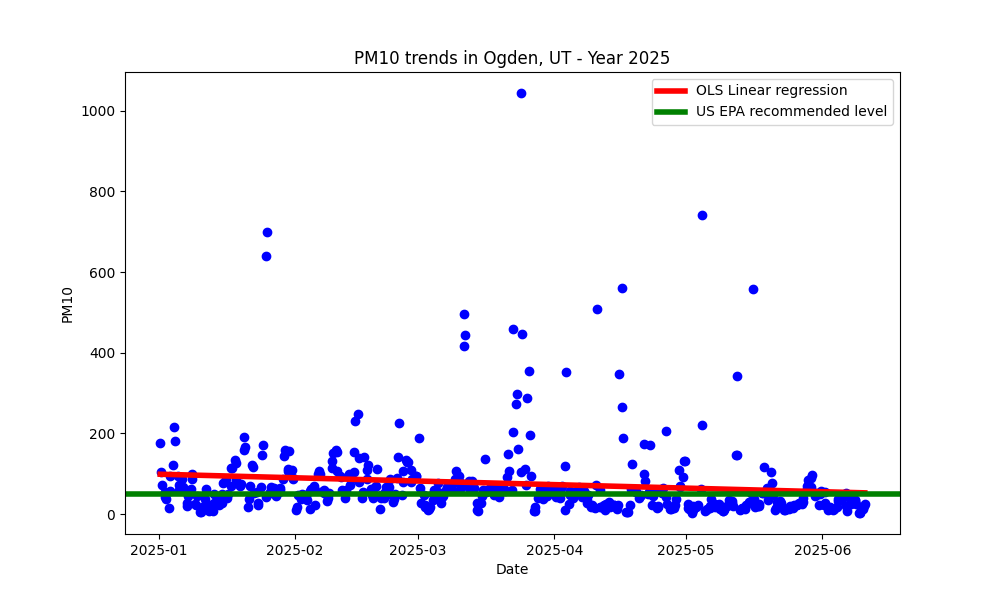 PM10 trends in Ogden, UT - Year 2025
OLS Linear regression
US EPA recommended level
1000
800
600
400
200
0
PM10
2025-01
2025-02
2025-03
2025-04
2025-05
2025-06
Date